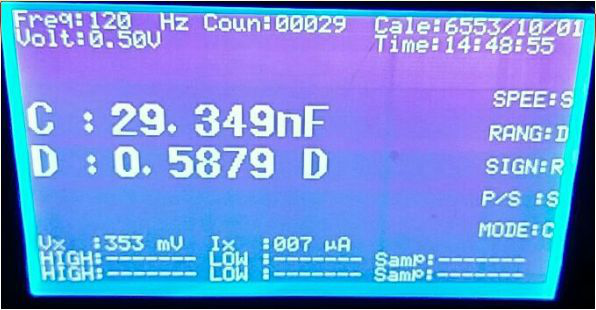 Freq:120 Hz Coun:00029 Cale:6553/10/01
Volt:0.50V Time:14:48:55
SPEE:S
C :29.349nF
RANG:D
D :0.5879 D
SIGN:R
P/S :S
MODE:C
Vx :353 mV Ix :007 μA
HIGH:------- LOW :------- Samp:-------
HIGH:------- LOW :------- Samp:-------